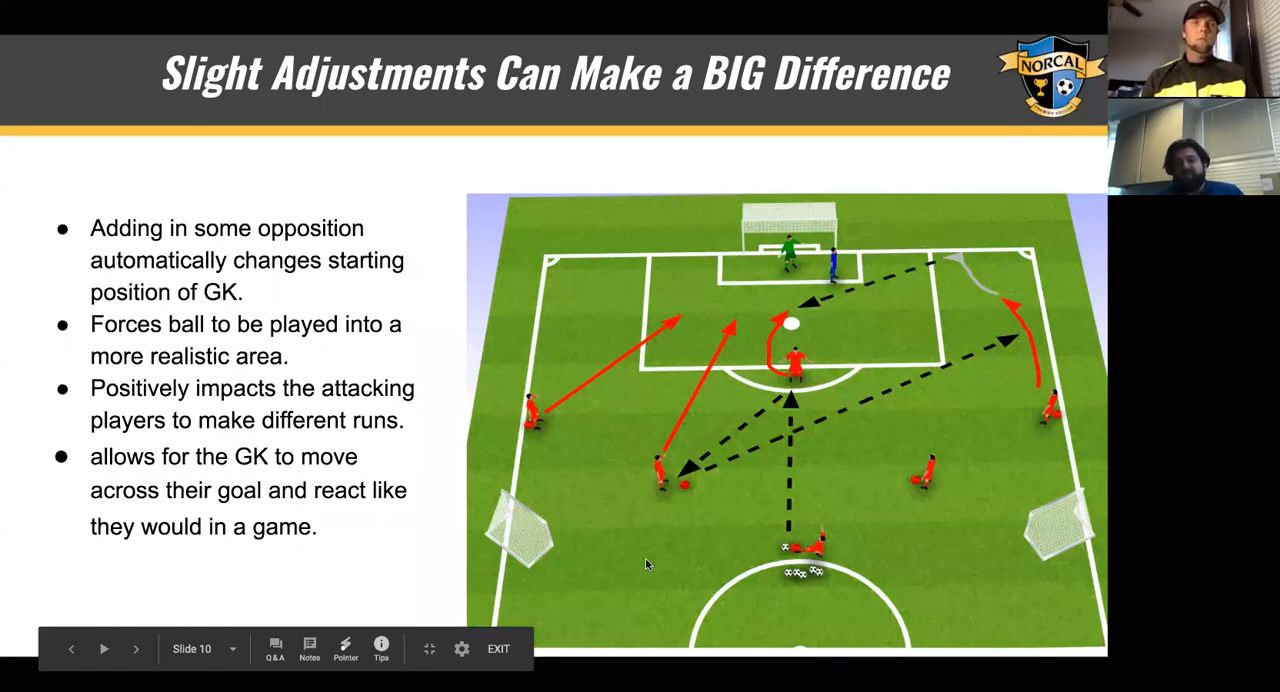 Slight Adjustments Can Make a BIG Difference
NORCAL
PREMIER SOCCER
● Adding in some opposition
automatically changes starting
position of GK.
● Forces ball to be played into a
more realistic area.
● Positively impacts the attacking
players to make different runs.
● allows for the GK to move
across their goal and react like
they would in a game.
Slide 10
Q & A
Notes
Pointer
Tips
EXIT